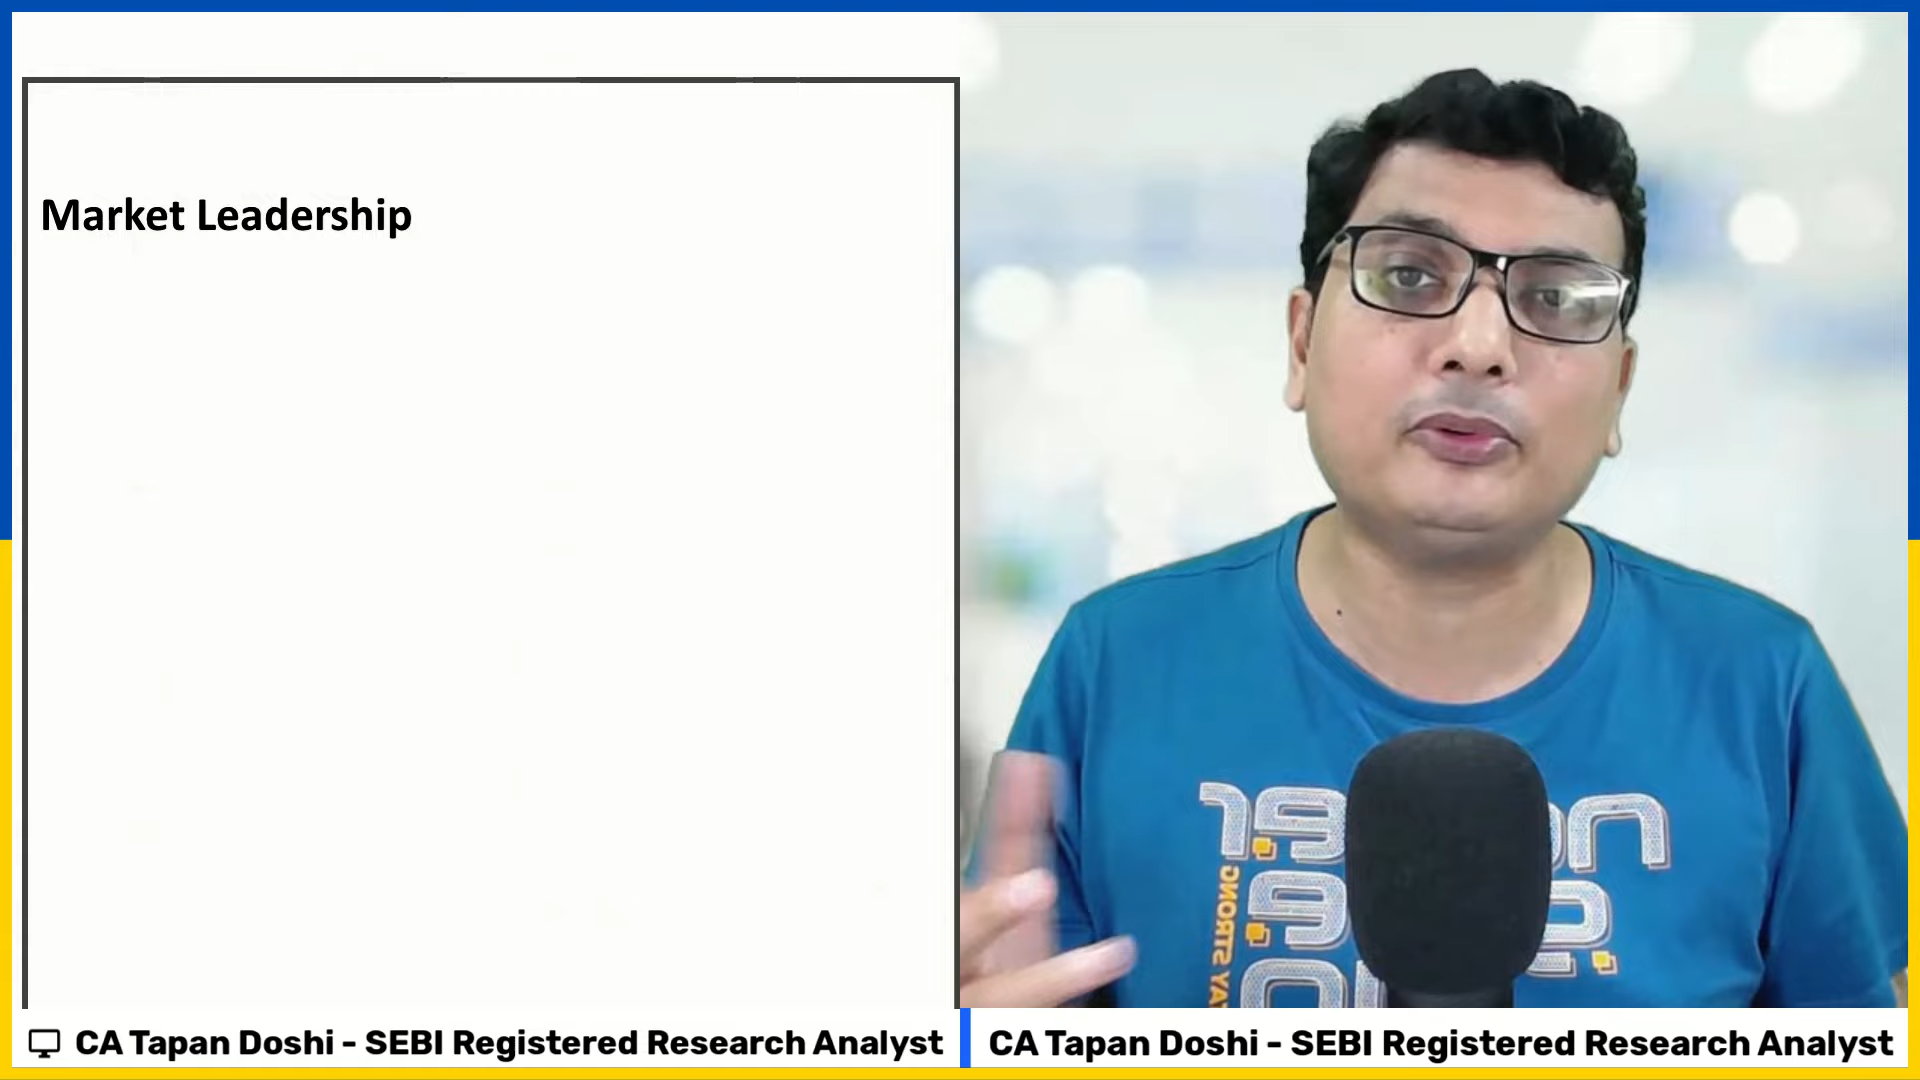 Market Leadership
CA Tapan Doshi - SEBI Registered Research Analyst
CA Tapan Doshi - SEBI Registered Research Analyst